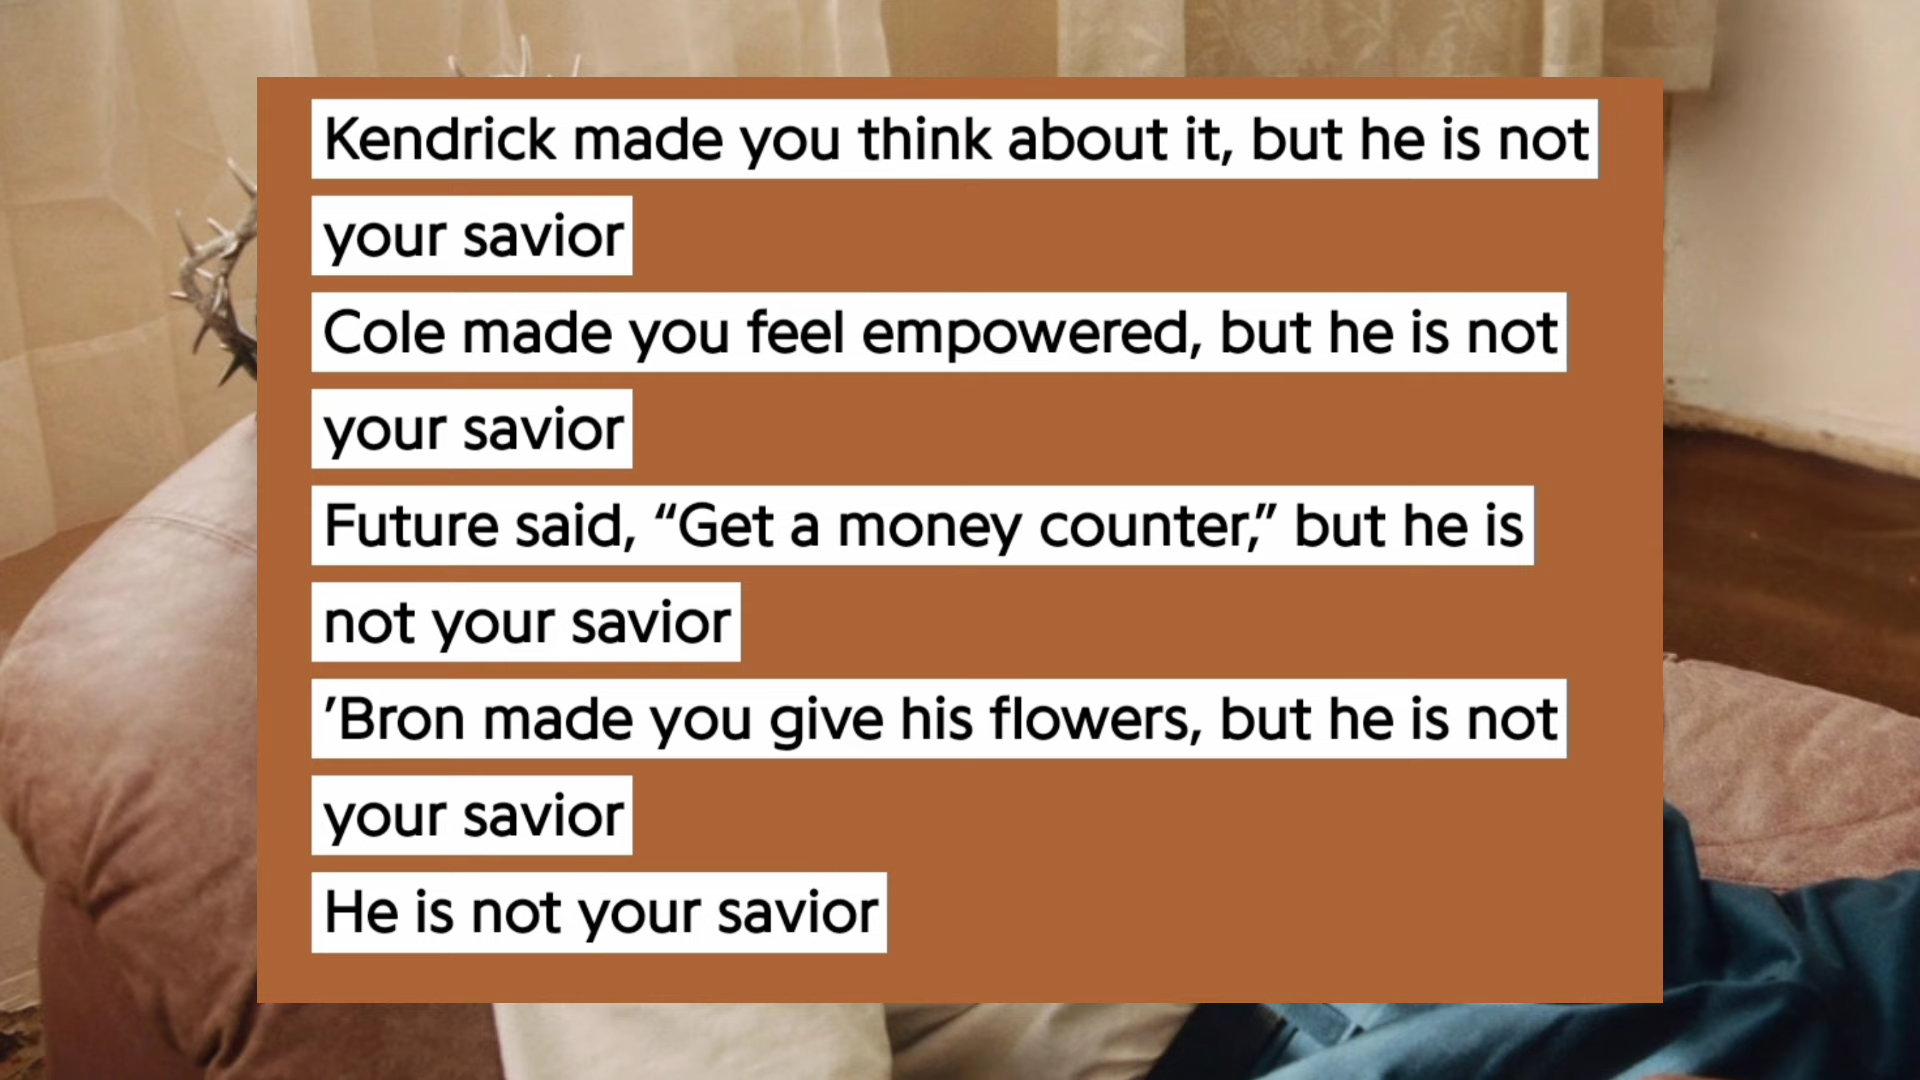 Kendrick made you think about it, but he is not
your savior
Cole made you feel empowered, but he is not
your savior
Future said, “Get a money counter,” but he is
not your savior
’Bron made you give his flowers, but he is not
your savior
He is not your savior